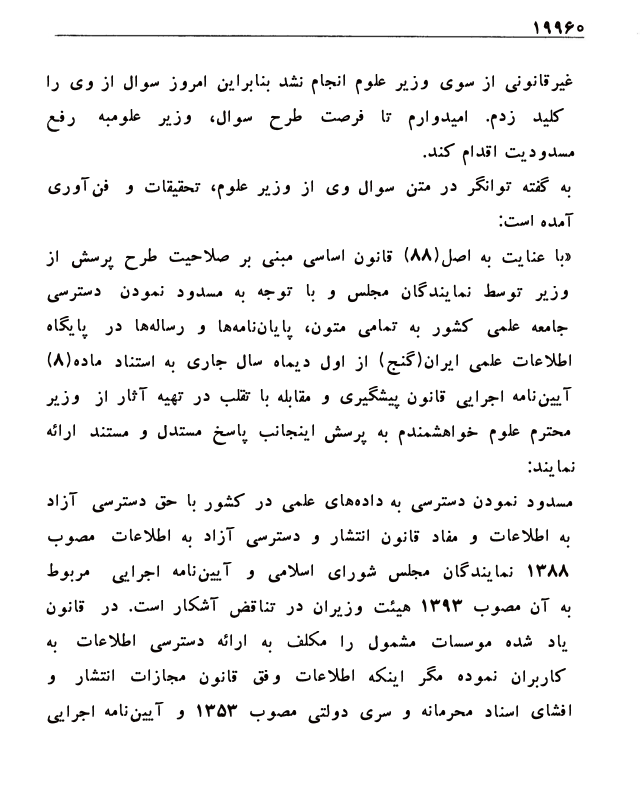 ۱۹۹۶۰
غیرقانونی از سوی وزیر علوم انجام نشد بنابراین امروز سوال از وی را
کلید زدم. امیدوارم تا فرصت طرح سوال، وزیر علومبه رفع
مسدودیت اقدام کند.
به گفته توانگر در متن سوال وی از وزیر علوم، تحقیقات و فن‌آوری
آمده است:
«با عنایت به اصل(۸۸) قانون اساسی مبنی بر صلاحیت طرح پرسش از
وزیر توسط نمایندگان مجلس و با توجه به مسدود نمودن دسترسی
جامعه علمی کشور به تمامی متون، پایان‌نامه‌ها و رساله‌ها در پایگاه
اطلاعات علمی ایران(گنج) از اول دیماه سال جاری به استناد ماده(۸)
آیین‌نامه اجرایی قانون پیشگیری و مقابله با تقلب در تهیه آثار از وزیر
محترم علوم خواهشمندم به پرسش اینجانب پاسخ مستدل و مستند ارائه
نمایند:
مسدود نمودن دسترسی به داده‌های علمی در کشور با حق دسترسی آزاد
به اطلاعات و مفاد قانون انتشار و دسترسی آزاد به اطلاعات مصوب
۱۳۸۸ نمایندگان مجلس شورای اسلامی و آیین‌نامه اجرایی مربوط
به آن مصوب ۱۳۹۳ هیئت وزیران در تناقض آشکار است. در قانون
یاد شده موسسات مشمول را مکلف به ارائه دسترسی اطلاعات به
کاربران نموده مگر اینکه اطلاعات وفق قانون مجازات انتشار و
افشای اسناد محرمانه و سری دولتی مصوب ۱۳۵۳ و آیین‌نامه اجرایی